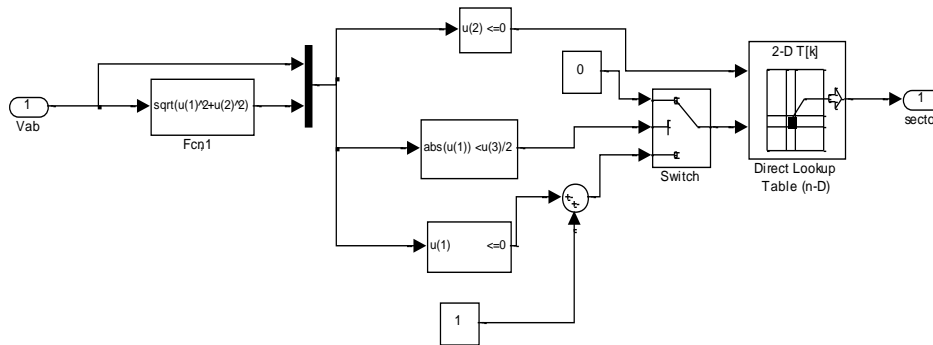 u(2) <=0
2-D T[k]
0
1
Vab
sqrt(u(1)^2+u(2)^2)
Fcn1
abs(u(1)) <u(3)/2
Switch
Direct Lookup
Table (n-D)
1
secto
u(1) <=0
1